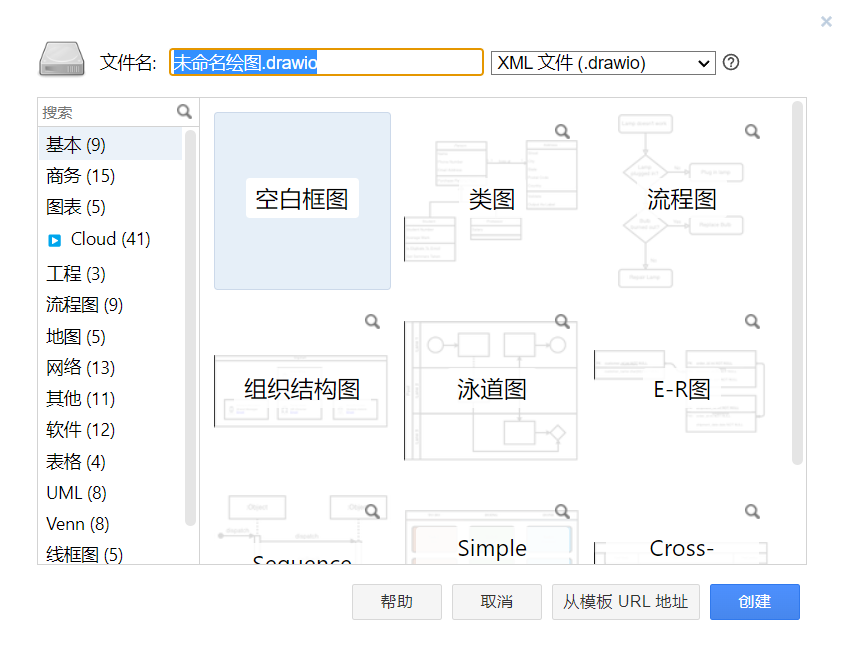 ×
文件名:
未命名绘图.drawio
XML 文件 (.drawio)
?
搜索
基本 (9)
商务 (15)
图表 (5)
Cloud (41)
工程 (3)
流程图 (9)
地图 (5)
网络 (13)
其他 (11)
软件 (12)
表格 (4)
UML (8)
Venn (8)
线框图 (5)
空白框图
类图
流程图
组织结构图
泳道图
E-R图
Sequence
Simple
Cross-
帮助
取消
从模板 URL 地址
创建